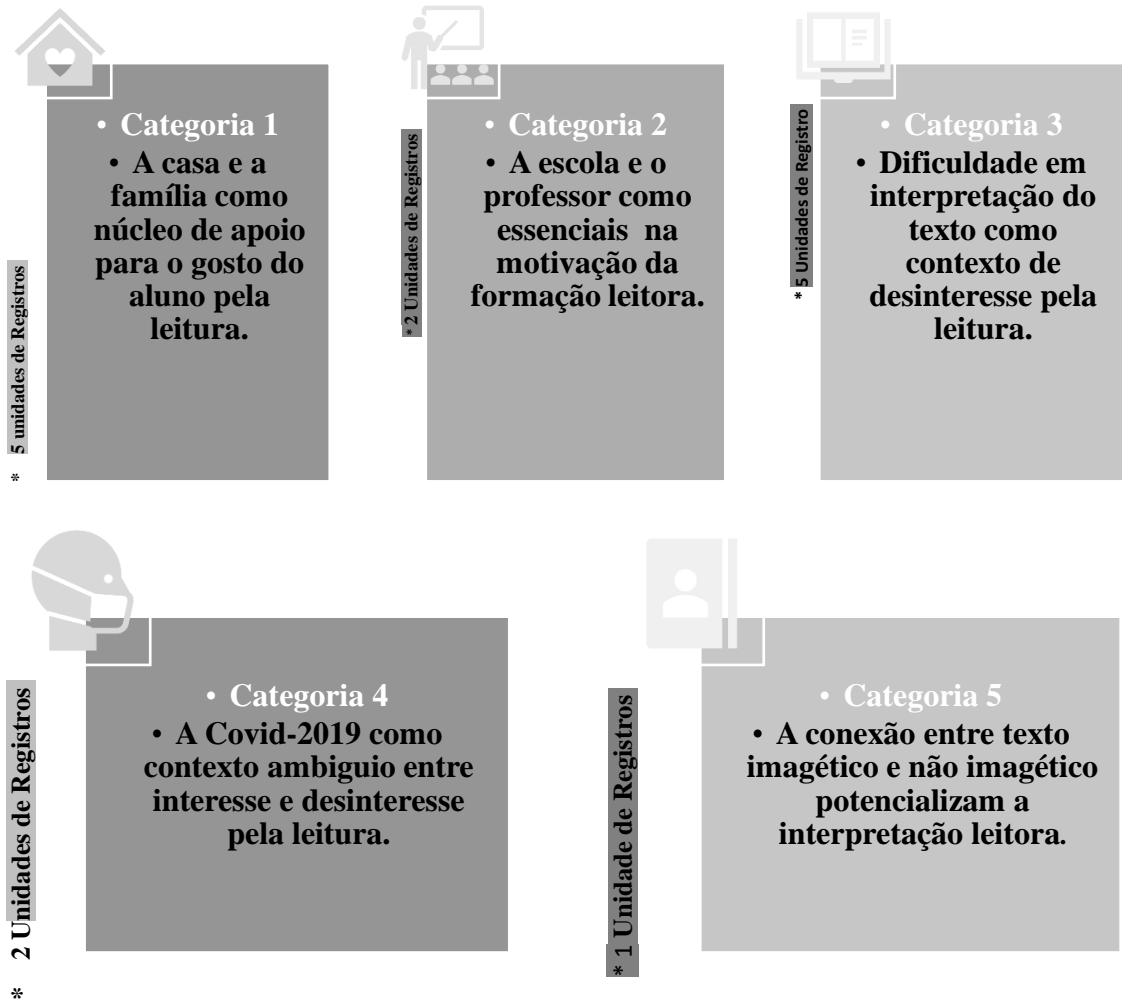 * 5 unidades de Registros
• Categoria 1
• A casa e a
família como
núcleo de apoio
para o gosto do
aluno pela
leitura.
* 2 Unidades de Registros
• Categoria 2
• A escola e o
professor como
essenciais na
motivação da
formação leitora.
* 5 Unidades de Registro
• Categoria 3
• Dificuldade em
interpretação do
texto como
contexto de
desinteresse pela
leitura.
* 2 Unidades de Registros
• Categoria 4
• A Covid-2019 como
contexto ambiguio entre
interesse e desinteresse
pela leitura.
* 1 Unidade de Registros
• Categoria 5
• A conexão entre texto
imagético e não imagético
potencializam a
interpretação leitora.